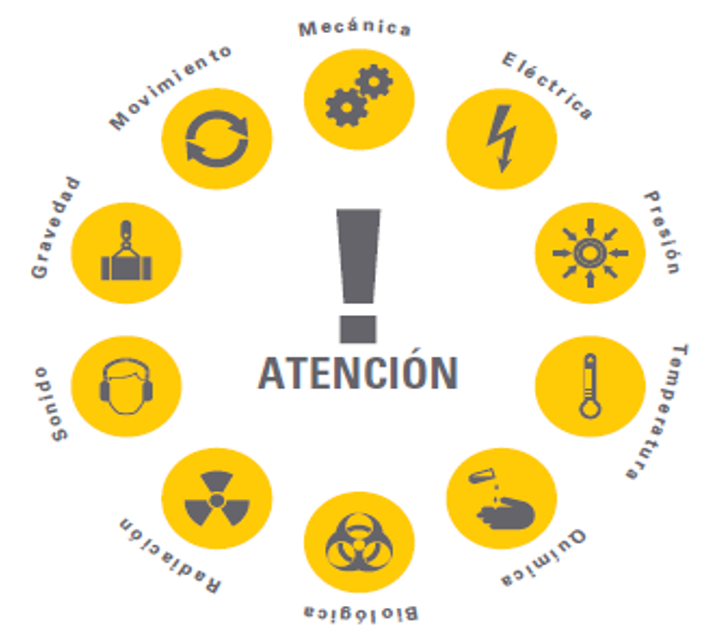 Mecánica
Eléctrica
Presión
Temperatura
Química
Biológica
Radiación
Sonido
Gravedad
Movimiento
!
ATENCIÓN